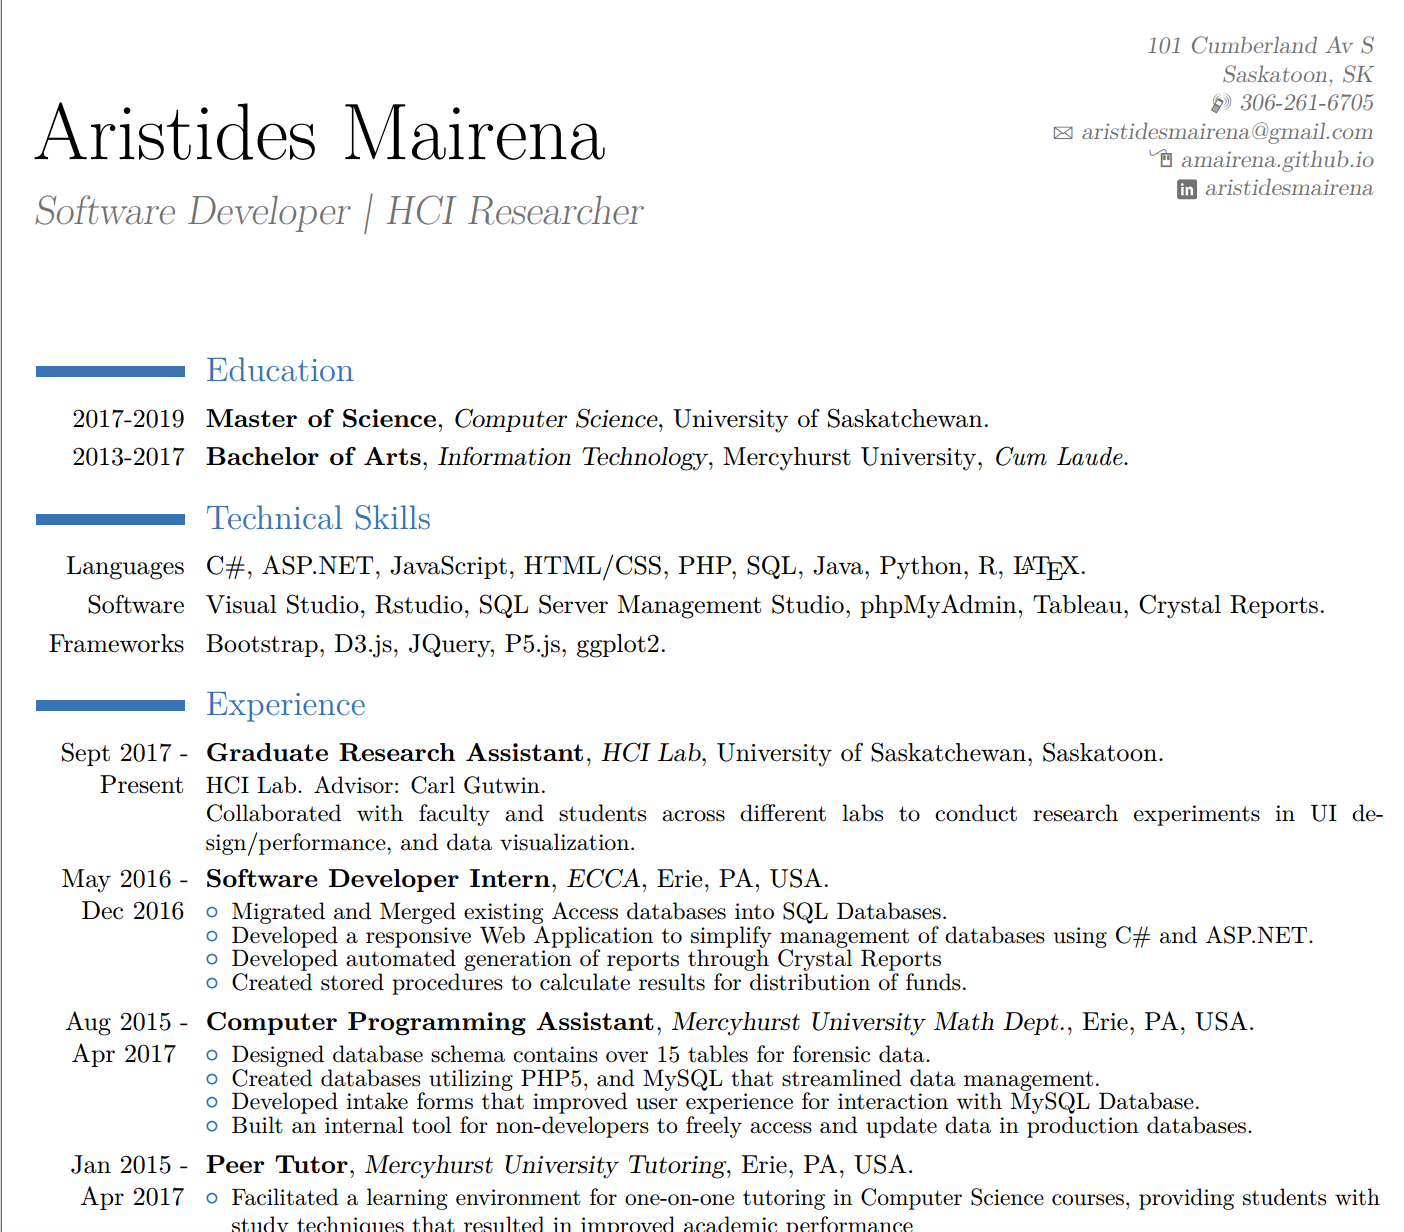 101 Cumberland Av S
Saskatoon, SK
306-261-6705
aristidesmairena@gmail.com
amairena.github.io
in aristidesmairena
Aristides Mairena
Software Developer | HCI Researcher
Education
2017-2019 Master of Science, Computer Science, University of Saskatchewan.
2013-2017 Bachelor of Arts, Information Technology, Mercyhurst University, Cum Laude.
Technical Skills
Languages C#, ASP.NET, JavaScript, HTML/CSS, PHP, SQL, Java, Python, R, LATEX.
Software Visual Studio, Rstudio, SQL Server Management Studio, phpMyAdmin, Tableau, Crystal Reports.
Frameworks Bootstrap, D3.js, JQuery, P5.js, ggplot2.
Experience
Sept 2017 - Graduate Research Assistant, HCI Lab, University of Saskatchewan, Saskatoon.
Present HCI Lab. Advisor: Carl Gutwin.
Collaborated with faculty and students across different labs to conduct research experiments in UI de-
sign/performance, and data visualization.
May 2016 - Software Developer Intern, ECCA, Erie, PA, USA.
Dec 2016 ○ Migrated and Merged existing Access databases into SQL Databases.
○ Developed a responsive Web Application to simplify management of databases using C# and ASP.NET.
○ Developed automated generation of reports through Crystal Reports
○ Created stored procedures to calculate results for distribution of funds.
Aug 2015 - Computer Programming Assistant, Mercyhurst University Math Dept., Erie, PA, USA.
Apr 2017 ○ Designed database schema contains over 15 tables for forensic data.
○ Created databases utilizing PHP5, and MySQL that streamlined data management.
○ Developed intake forms that improved user experience for interaction with MySQL Database.
○ Built an internal tool for non-developers to freely access and update data in production databases.
Jan 2015 - Peer Tutor, Mercyhurst University Tutoring, Erie, PA, USA.
Apr 2017 ○ Facilitated a learning environment for one-on-one tutoring in Computer Science courses, providing students with
study techniques that resulted in improved academic performance